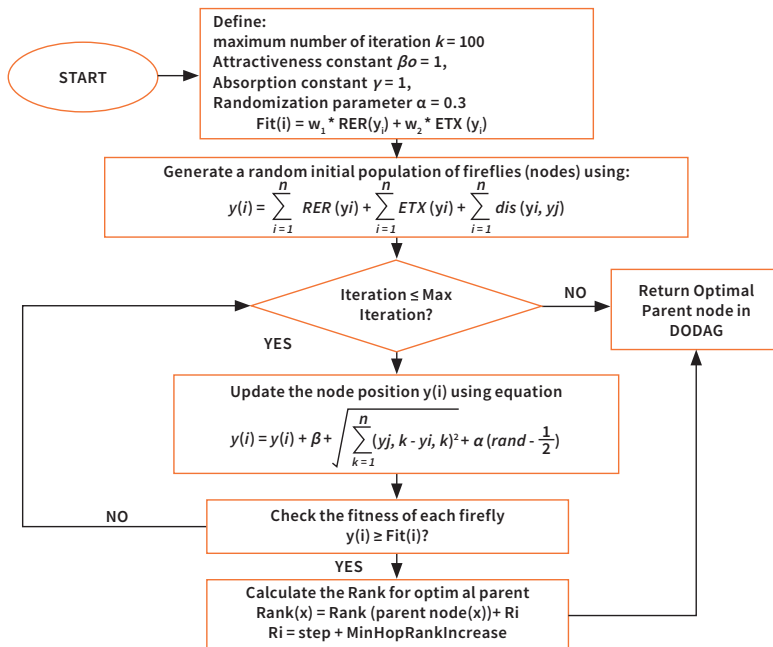 START
Define:
maximum number of iteration k = 100
Attractiveness constant βo = 1,
Absorption constant γ = 1,
Randomization parameter α = 0.3
Fit(i) = w₁ * RER(yᵢ) + w₂ * ETX (yᵢ)
Generate a random initial population of fireflies (nodes) using:
y(i) = ∑ⁿᵢ₌₁ RER (yi) + ∑ⁿᵢ₌₁ ETX (yi) + ∑ⁿᵢ₌₁ dis (yi, yj)
Iteration ≤ Max
Iteration?
NO
Return Optimal
Parent node in
DODAG
YES
Update the node position y(i) using equation
y(i) = y(i) + β + √∑ⁿₖ₌₁ (yj, k - yi, k)² + α (rand - 1/2)
NO
Check the fitness of each firefly
y(i) ≥ Fit(i)?
YES
Calculate the Rank for optim al parent
Rank(x) = Rank (parent node(x))+ Ri
Ri = step + MinHopRankIncrease